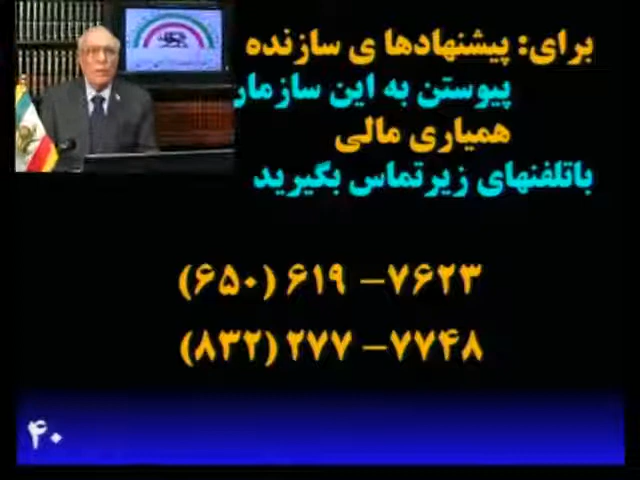 برای: پیشنهادها ی سازنده
پیوستن به این سازمان
همیاری مالی
باتلفنهای زیرتماس بگیرید
(۶۵۰) ۶۱۹ –۷۶۲۳
(۸۳۲) ۲۷۷ –۷۷۴۸
۴۰